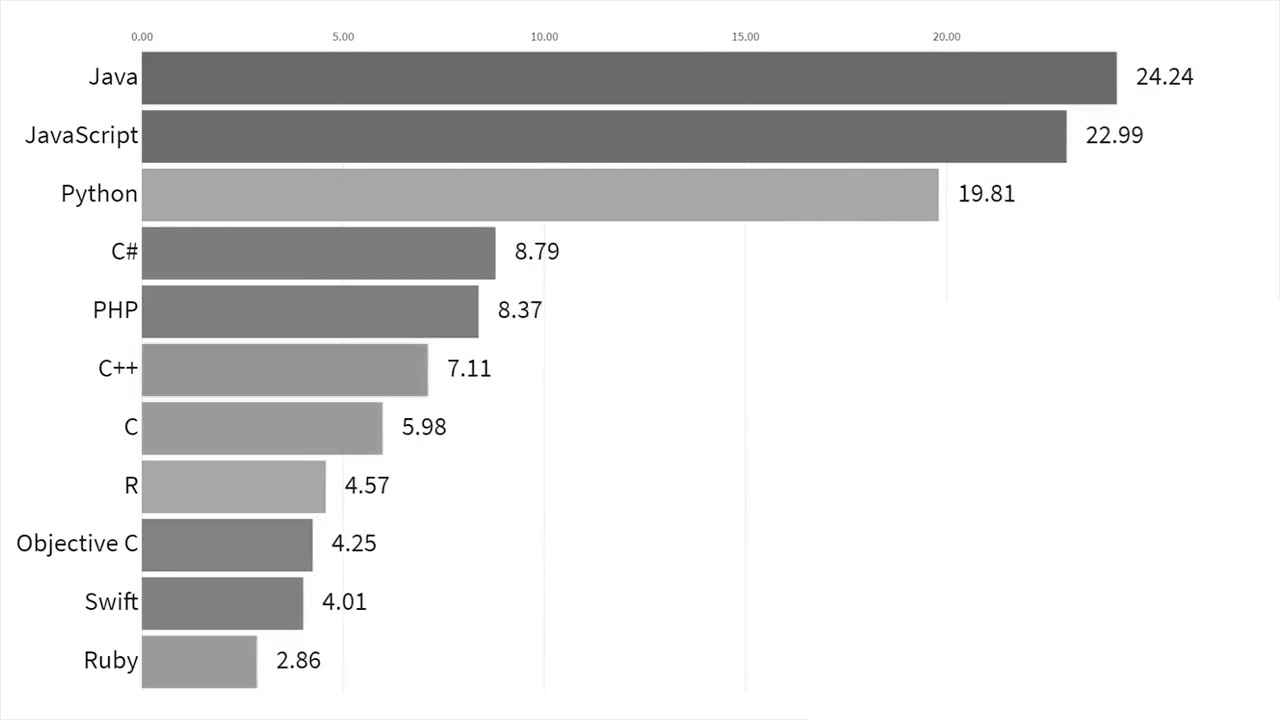 0.00 5.00 10.00 15.00 20.00
Java 24.24
JavaScript 22.99
Python 19.81
C# 8.79
PHP 8.37
C++ 7.11
C 5.98
R 4.57
Objective C 4.25
Swift 4.01
Ruby 2.86